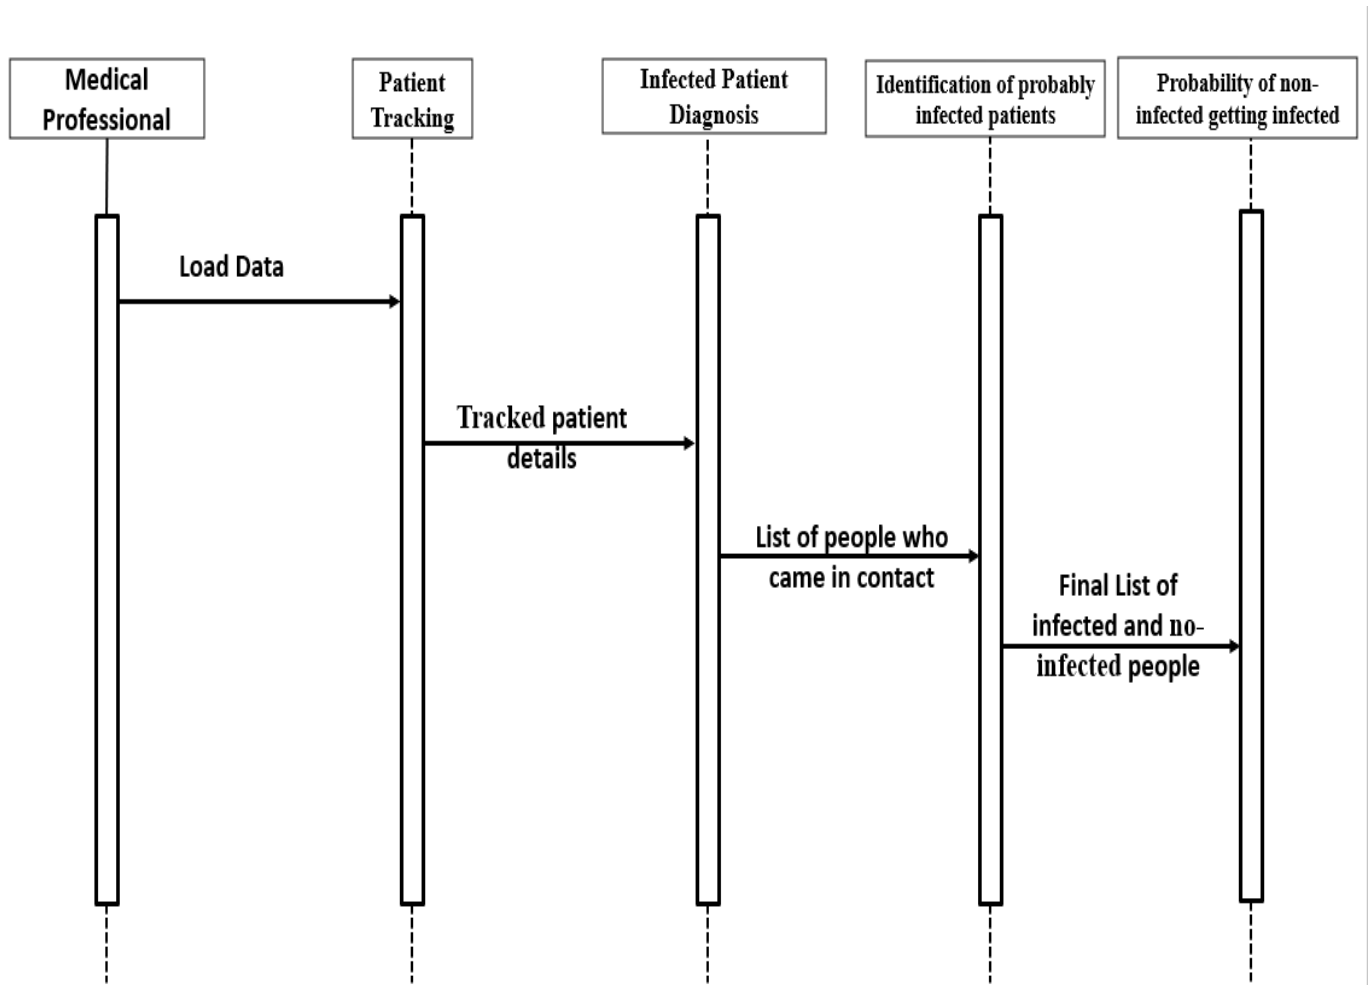 Medical
Professional
Patient
Tracking
Infected Patient
Diagnosis
Identification of probably
infected patients
Probability of non-
infected getting infected
Load Data
Tracked patient
details
List of people who
came in contact
Final List of
infected and no-
infected people